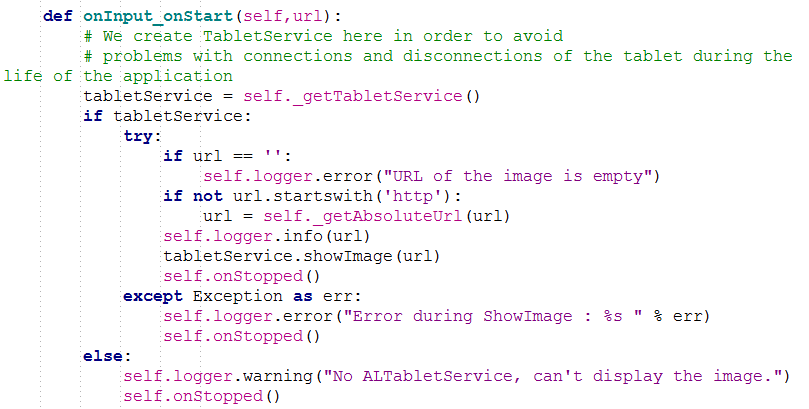 def onInput_onStart(self,url):
        # We create TabletService here in order to avoid
        # problems with connections and disconnections of the tablet during the
life of the application
        tabletService = self._getTabletService()
        if tabletService:
            try:
                if url == '':
                    self.logger.error("URL of the image is empty")
                if not url.startswith('http'):
                    url = self._getAbsoluteUrl(url)
                self.logger.info(url)
                tabletService.showImage(url)
                self.onStopped()
            except Exception as err:
                self.logger.error("Error during ShowImage : %s " % err)
                self.onStopped()
        else:
            self.logger.warning("No ALTabletService, can't display the image.")
            self.onStopped()